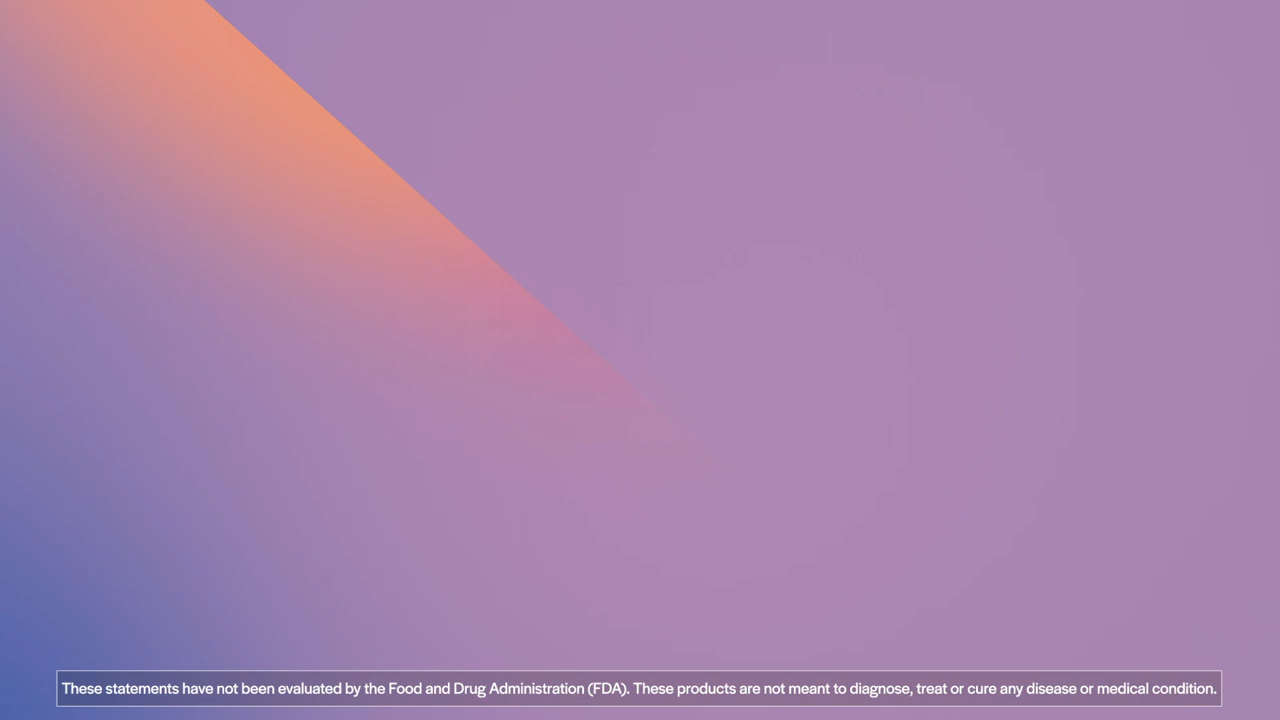 These statements have not been evaluated by the Food and Drug Administration (FDA). These products are not meant to diagnose, treat or cure any disease or medical condition.